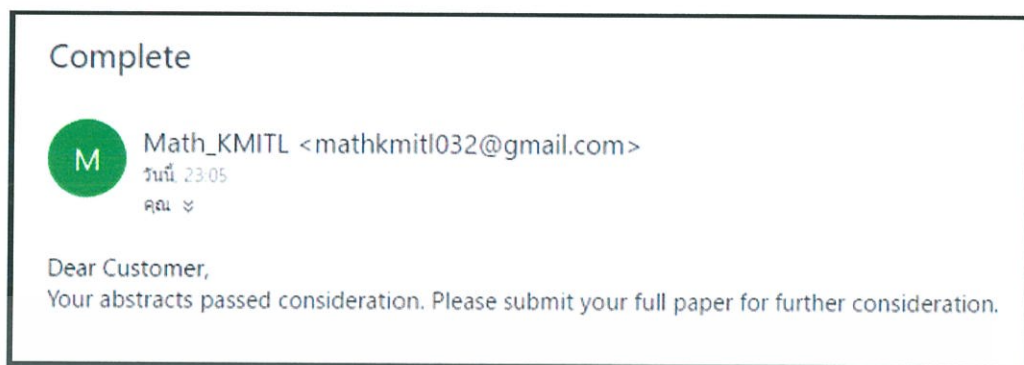 Complete
M
Math_KMITL <mathkmitl032@gmail.com>
วันนี้, 23:05
คุณ
Dear Customer,
Your abstracts passed consideration. Please submit your full paper for further consideration.